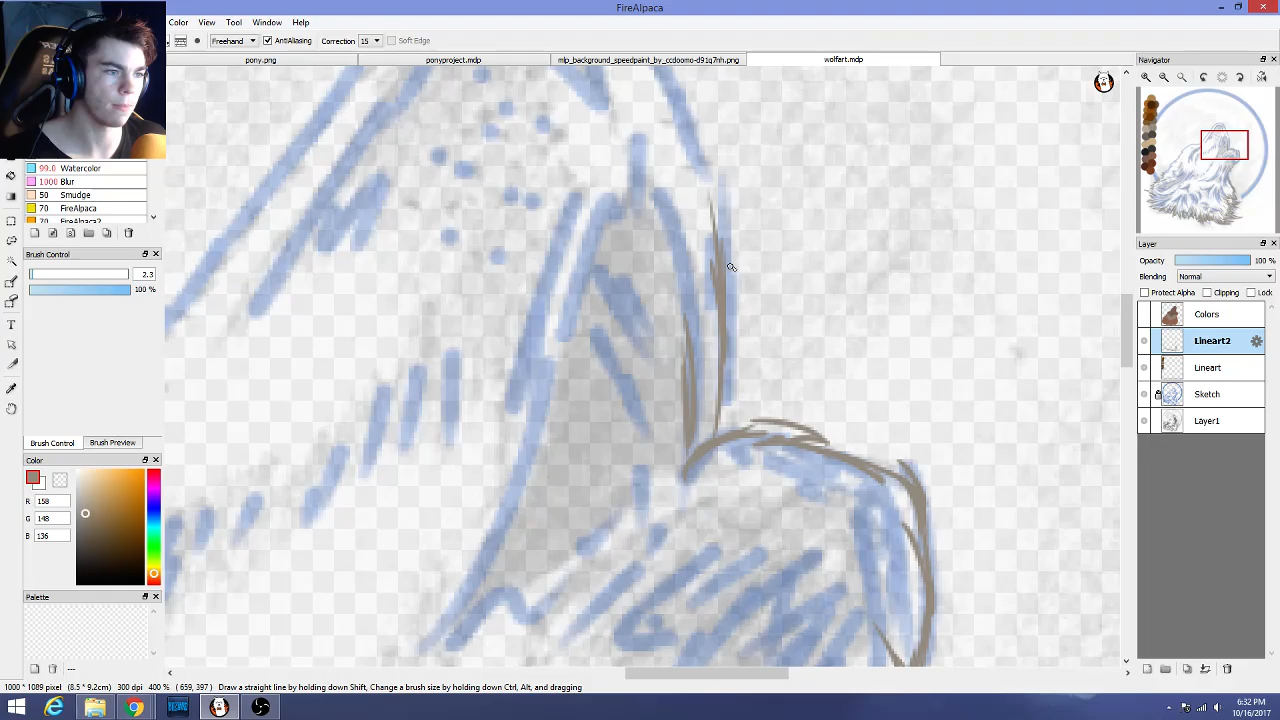 FireAlpaca
Color View Tool Window Help
Freehand AntiAliasing Correction 15 Soft Edge
pony.png ponyproject.mdp mlp_background_speedpaint_by_ccdoomo-d91q7nh.png wolfart.mdp
Navigator
99.0 Watercolor
1000 Blur
50 Smudge
70 FireAlpaca
70 FireAlpaca2
Brush Control
2.3
100 %
Brush Control Brush Preview
Color
R 158
G 148
B 136
Palette
---
Layer
Opacity 100 %
Blending Normal
Protect Alpha Clipping Lock
Colors
Lineart2
Lineart
Sketch
Layer1
1000 * 1089 pixel (8.5 * 9.2cm) 300 dpi 400 % ( 659, 397 ) Draw a straight line by holding down Shift, Change a brush size by holding down Ctrl, Alt, and dragging
6:32 PM
10/16/2017